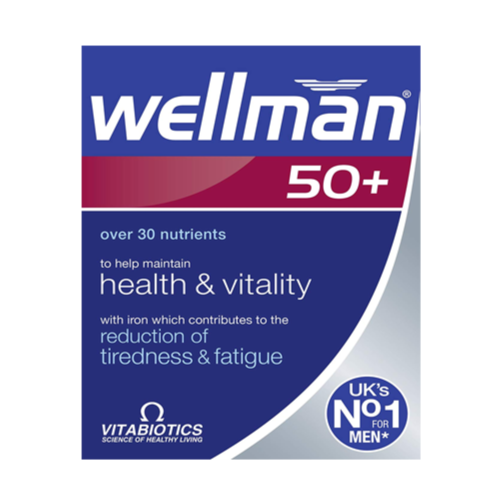 wellman®
50+
over 30 nutrients
to help maintain
health & vitality
with iron which contributes to the
reduction of
tiredness & fatigue
VITABIOTICS
SCIENCE OF HEALTHY LIVING
UK's
No1
FOR
MEN*